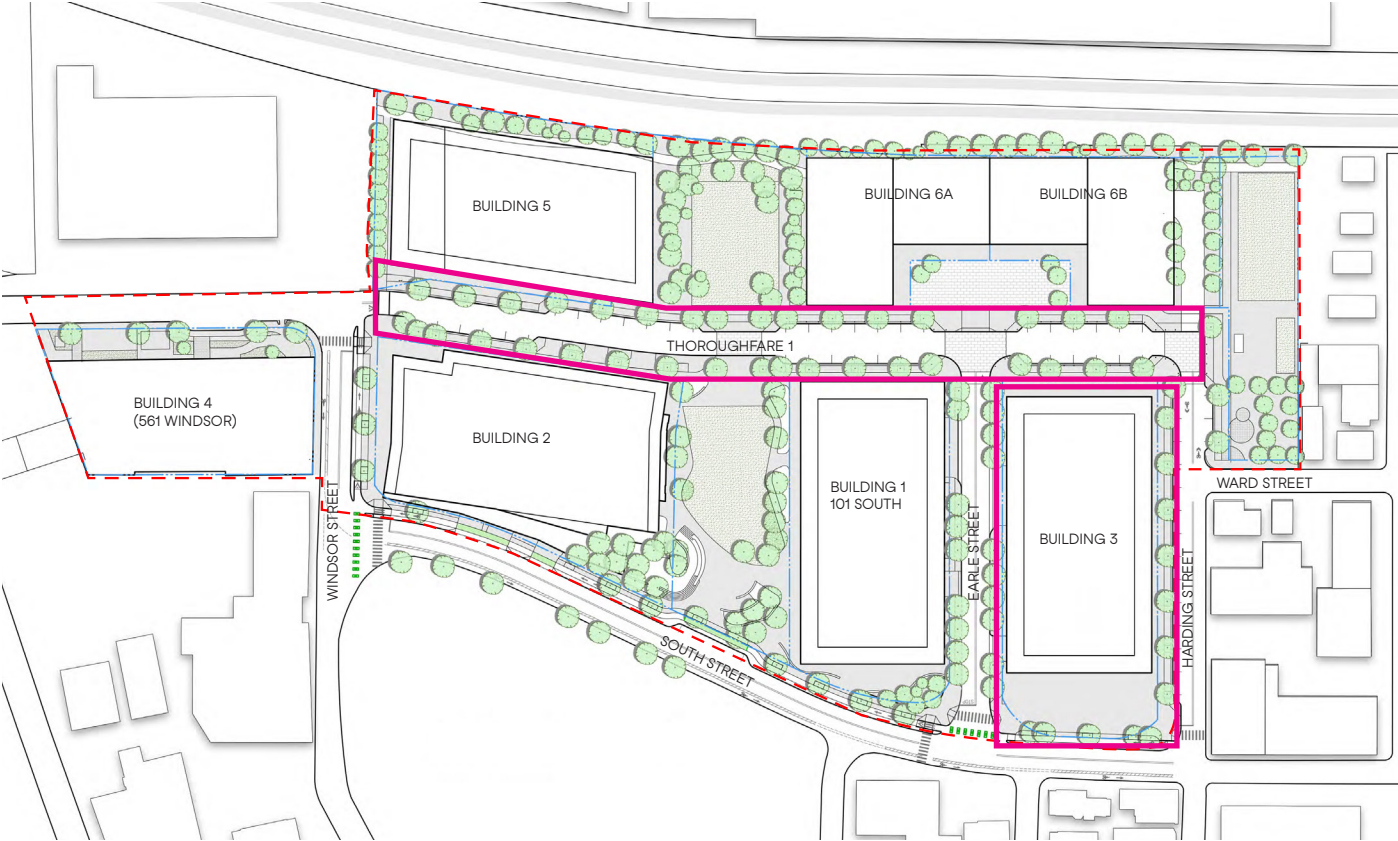 BUILDING 5
BUILDING 6A
BUILDING 6B
THOROUGHFARE 1
BUILDING 4
(561 WINDSOR)
BUILDING 2
BUILDING 1
101 SOUTH
BUILDING 3
WARD STREET
WINDSOR STREET
EARLE STREET
HARDING STREET
SOUTH STREET